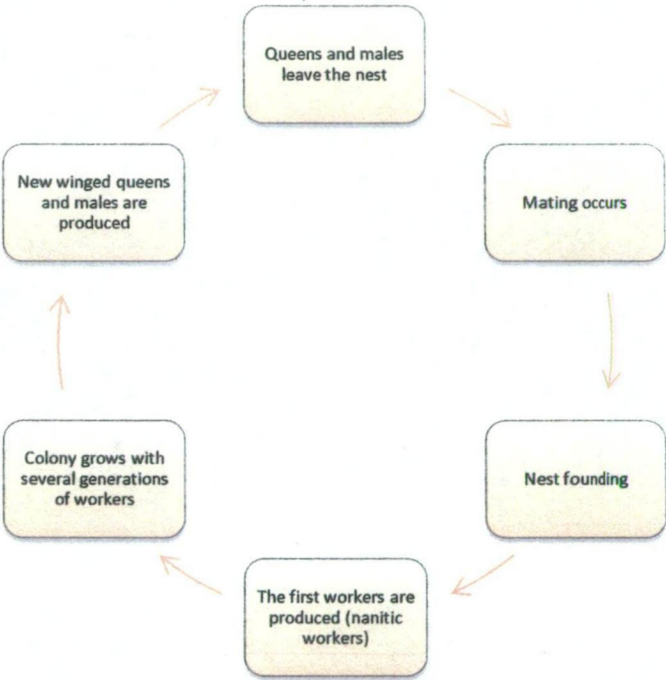 Queens and males
leave the nest
Mating occurs
Nest founding
The first workers are
produced (nanitic
workers)
Colony grows with
several generations
of workers
New winged queens
and males are
produced